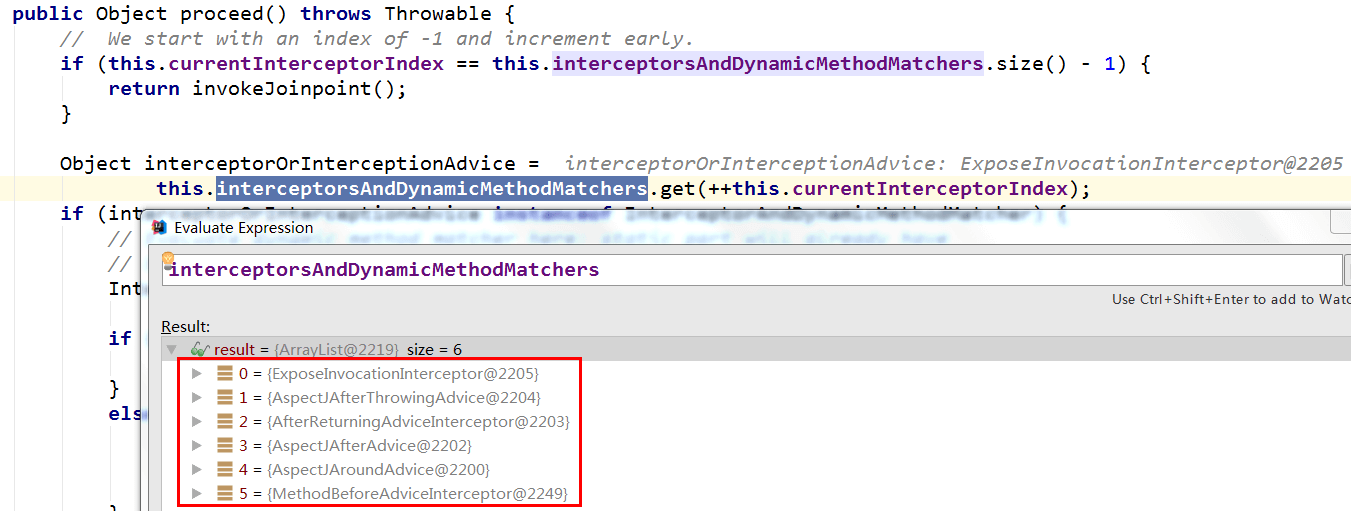 public Object proceed() throws Throwable {
// We start with an index of -1 and increment early.
if (this.currentInterceptorIndex == this.interceptorsAndDynamicMethodMatchers.size() - 1) {
return invokeJoinpoint();
}
Object interceptorOrInterceptionAdvice = interceptorOrInterceptionAdvice: ExposeInvocationInterceptor@2205
this.interceptorsAndDynamicMethodMatchers.get(++this.currentInterceptorIndex);
if (interceptorOrInterceptionAdvice instanceof InterceptorAndDynamicMethodMatcher) {
//
Evaluate Expression
//
interceptorsAndDynamicMethodMatchers
Int
Use Ctrl+Shift+Enter to add to Watc
Result:
if
result = {ArrayList@2219} size = 6
0 = {ExposeInvocationInterceptor@2205}
}
1 = {AspectJAfterThrowingAdvice@2204}
els
2 = {AfterReturningAdviceInterceptor@2203}
3 = {AspectJAfterAdvice@2202}
4 = {AspectJAroundAdvice@2200}
5 = {MethodBeforeAdviceInterceptor@2249}